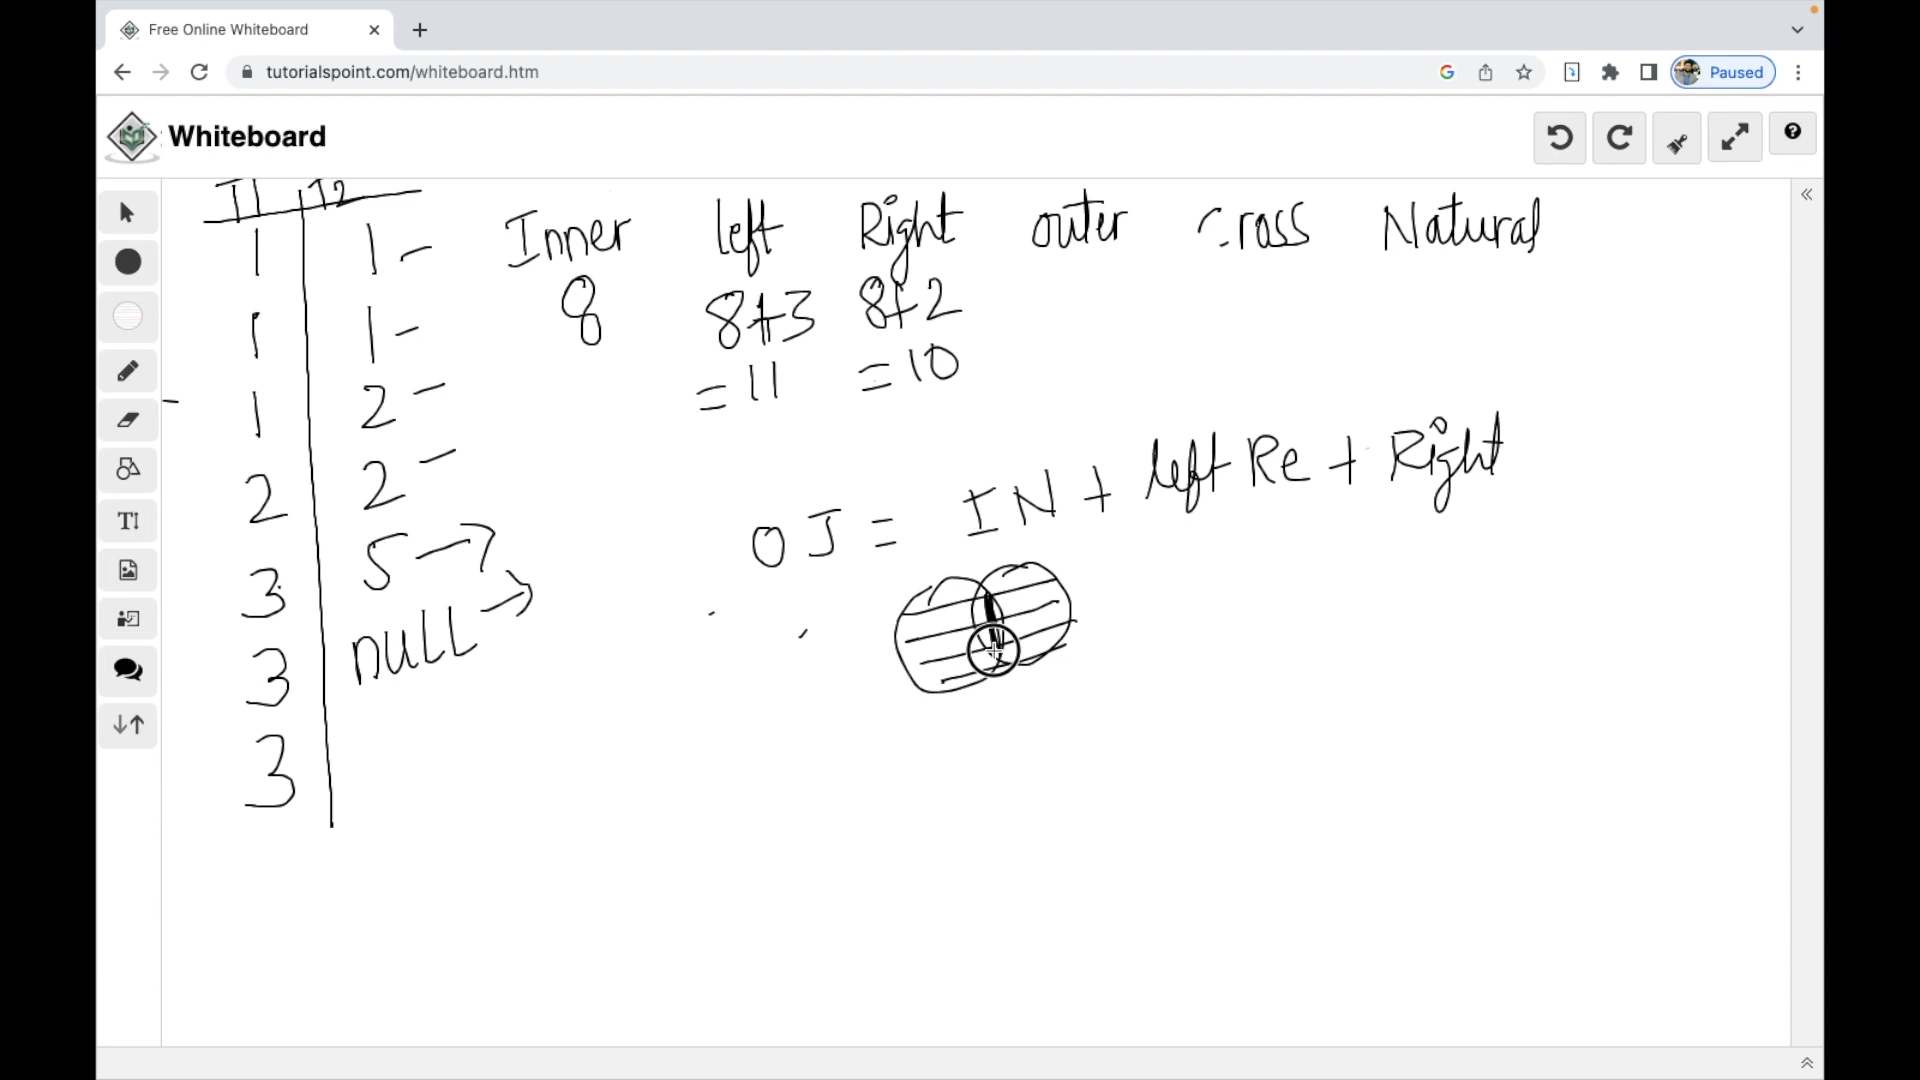 Free Online Whiteboard
tutorialspoint.com/whiteboard.htm
Paused
Whiteboard
T1 T2
1 1 - Inner left Right outer cross Natural
1 1 - 8 8+3 8+2
= 11 = 10
1 2 -
2 2 -
OJ = IN + left Re + Right
3 5 →
3 NULL →
3